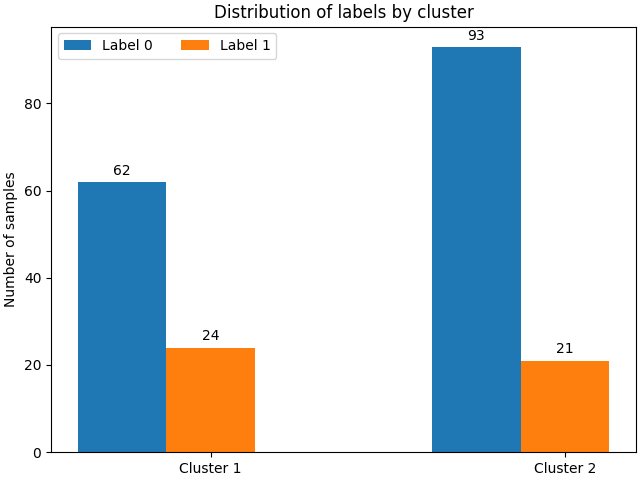 Distribution of labels by cluster
Label 0 Label 1
Number of samples
80
60
40
20
0
62
24
93
21
Cluster 1 Cluster 2